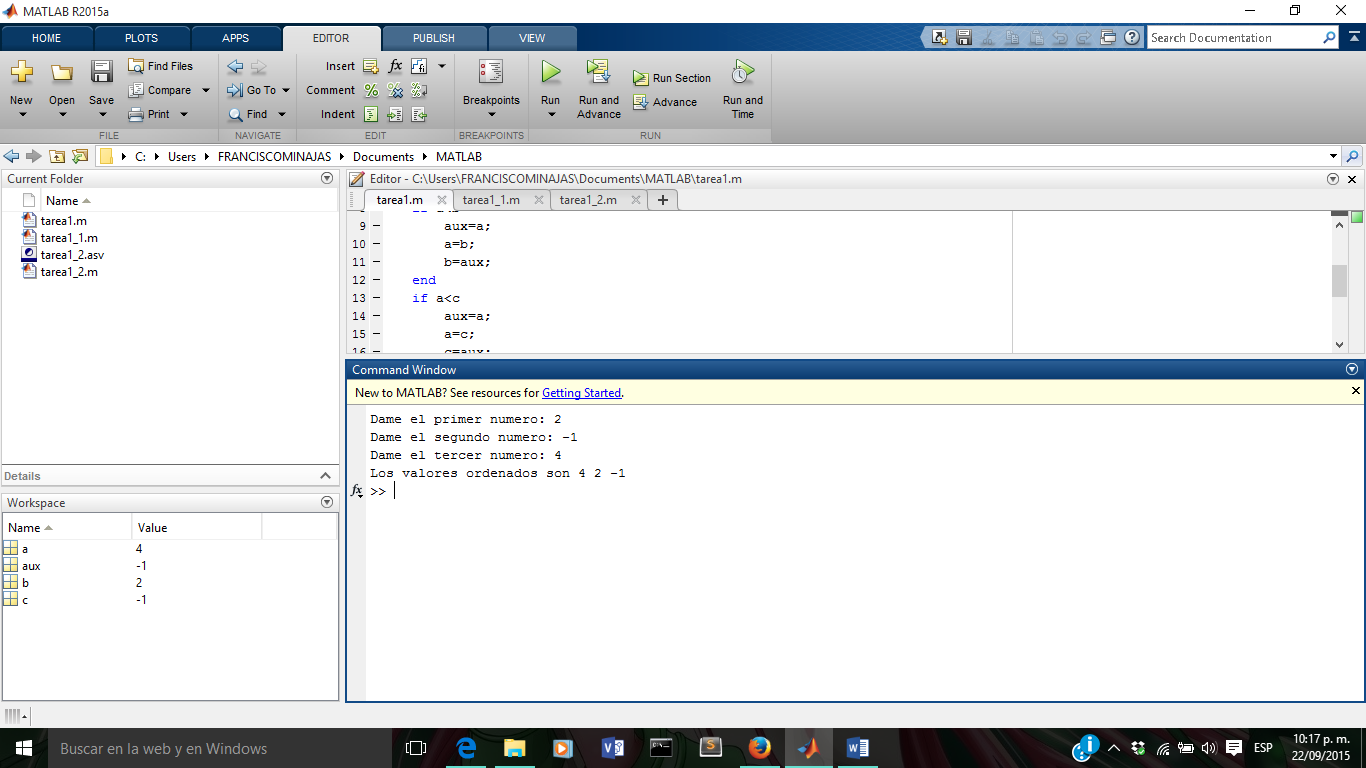 MATLAB R2015a
HOME PLOTS APPS EDITOR PUBLISH VIEW
Search Documentation
New Open Save
Find Files
Compare
Print
FILE
Go To
Find
NAVIGATE
Insert fx
Comment
Indent
EDIT
Breakpoints
BREAKPOINTS
Run
Run and Advance
Run Section
Advance
Run and Time
RUN
C: Users FRANCISCOMINAJAS Documents MATLAB
Current Folder
Name
tarea1.m
tarea1_1.m
tarea1_2.asv
tarea1_2.m
Details
Workspace
Name Value
a 4
aux -1
b 2
c -1
Editor - C:\Users\FRANCISCOMINAJAS\Documents\MATLAB\tarea1.m
tarea1.m tarea1_1.m tarea1_2.m
9 aux=a;
10 a=b;
11 b=aux;
12 end
13 if a<c
14 aux=a;
15 a=c;
16 c=aux;
Command Window
New to MATLAB? See resources for Getting Started.
Dame el primer numero: 2
Dame el segundo numero: -1
Dame el tercer numero: 4
Los valores ordenados son 4 2 -1
fx >>
Buscar en la web y en Windows
ESP
10:17 p. m.
22/09/2015